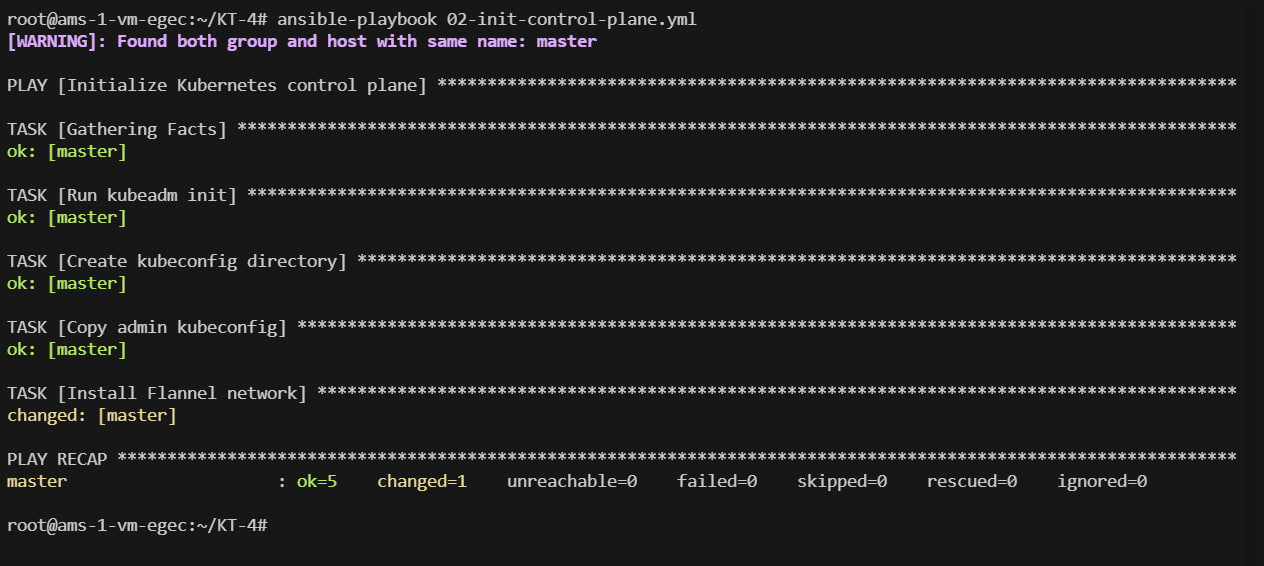 root@ams-1-vm-egec:~/KT-4# ansible-playbook 02-init-control-plane.yml
[WARNING]: Found both group and host with same name: master
PLAY [Initialize Kubernetes control plane] ********************************************************************************
TASK [Gathering Facts] ****************************************************************************************************
ok: [master]
TASK [Run kubeadm init] ***************************************************************************************************
ok: [master]
TASK [Create kubeconfig directory] ****************************************************************************************
ok: [master]
TASK [Copy admin kubeconfig] **********************************************************************************************
ok: [master]
TASK [Install Flannel network] ********************************************************************************************
changed: [master]
PLAY RECAP ****************************************************************************************************************
master                     : ok=5    changed=1    unreachable=0    failed=0    skipped=0    rescued=0    ignored=0
root@ams-1-vm-egec:~/KT-4#